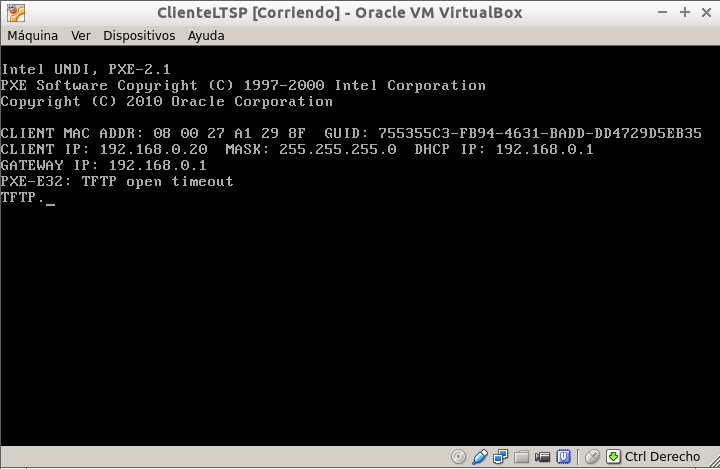 ClienteLTSP [Corriendo] - Oracle VM VirtualBox
Máquina Ver Dispositivos Ayuda
Intel UNDI, PXE-2.1
PXE Software Copyright (C) 1997-2000 Intel Corporation
Copyright (C) 2010 Oracle Corporation
CLIENT MAC ADDR: 08 00 27 A1 29 8F  GUID: 755355C3-FB94-4631-BADD-DD4729D5EB35
CLIENT IP: 192.168.0.20  MASK: 255.255.255.0  DHCP IP: 192.168.0.1
GATEWAY IP: 192.168.0.1
PXE-E32: TFTP open timeout
TFTP._
Ctrl Derecho